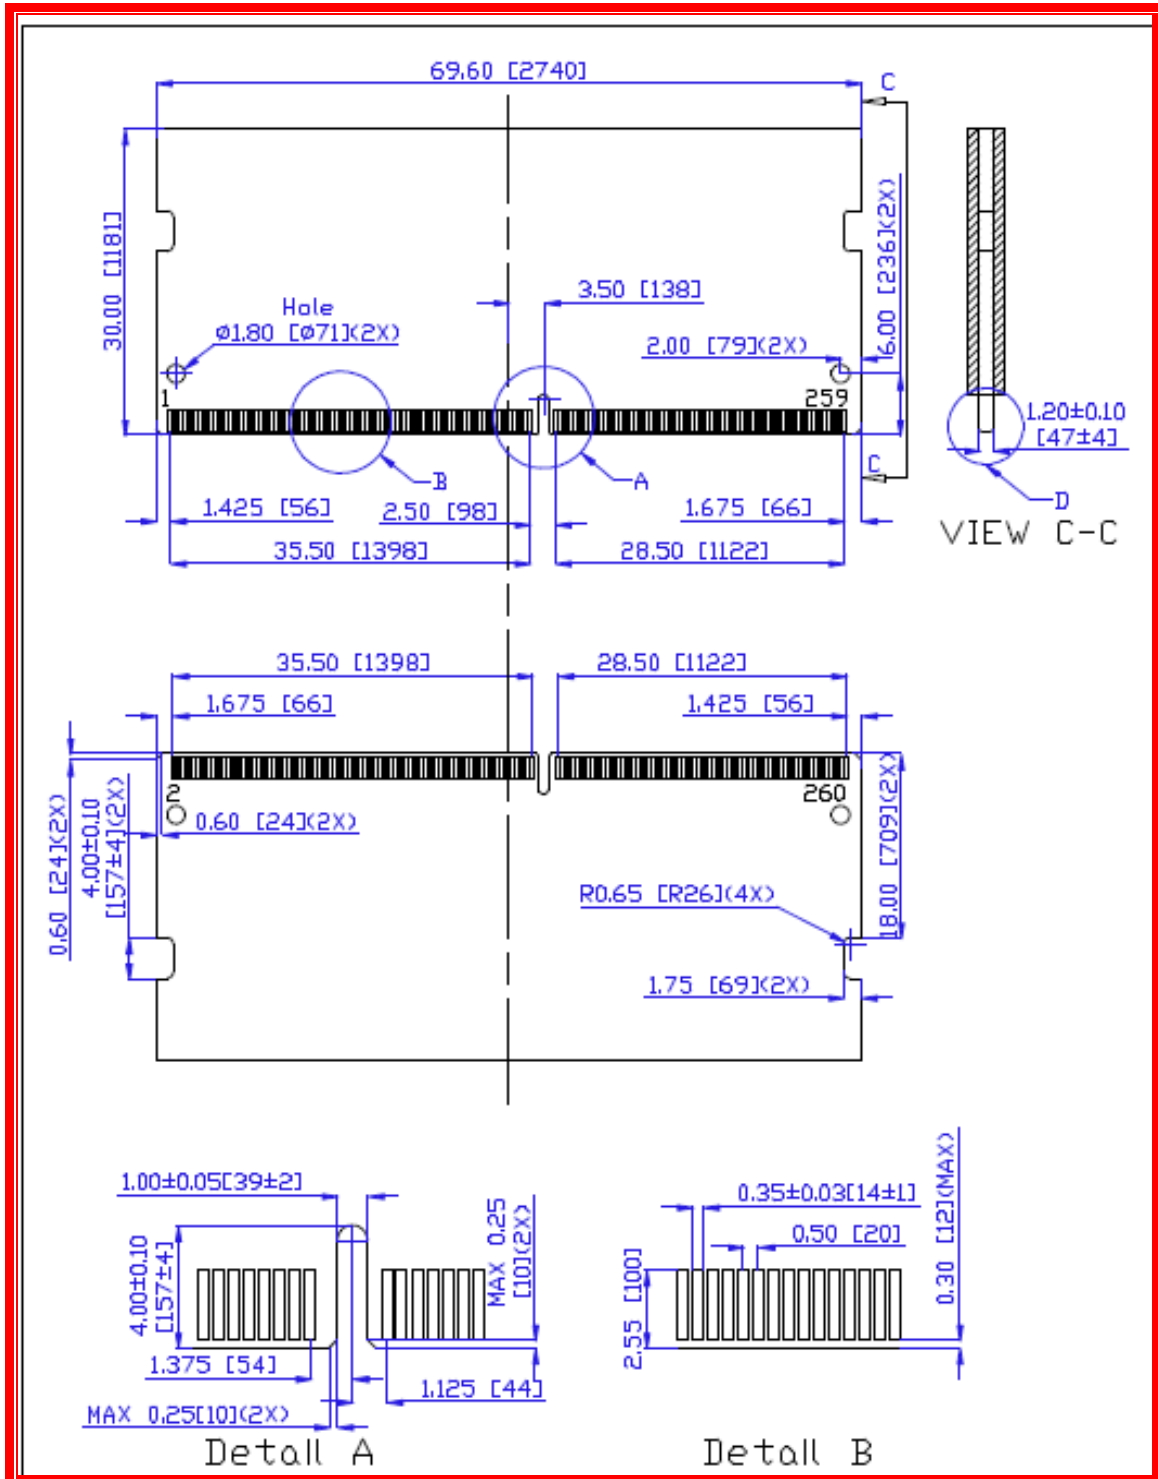 69.60 [2740]
C
30.00 [1181]
6.00 [236](2X)
3.50 [138]
Hole
ø1.80 [ø71](2X)
2.00 [79](2X)
1
259
1.20±0.10
[47±4]
B
A
C
D
1.425 [56]
2.50 [98]
1.675 [66]
VIEW C-C
35.50 [1398]
28.50 [1122]
35.50 [1398]
28.50 [1122]
1.675 [66]
1.425 [56]
2
260
0.60 [24](2X)
4.00±0.10
[157±4](2X)
0.60 [24](2X)
18.00 [709](2X)
R0.65 [R26](4X)
1.75 [69](2X)
1.00±0.05[39±2]
4.00±0.10
[157±4]
MAX 0.25
[10](2X)
0.35±0.03[14±1]
0.50 [20]
0.30 [12](MAX)
2.55 [100]
1.375 [54]
1.125 [44]
MAX 0.25[10](2X)
Detail A
Detail B